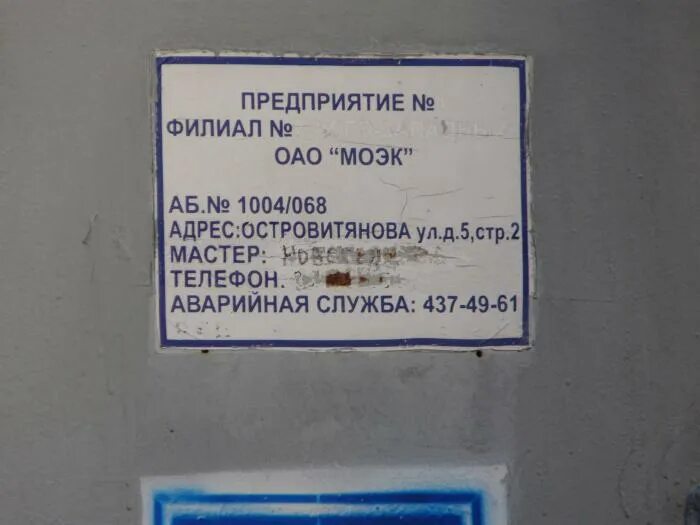 ПРЕДПРИЯТИЕ №
ФИЛИАЛ №
ОАО “МОЭК”
АБ.№ 1004/068
АДРЕС:ОСТРОВИТЯНОВА ул.д.5,стр.2
МАСТЕР:
ТЕЛЕФОН.
АВАРИЙНАЯ СЛУЖБА: 437-49-61